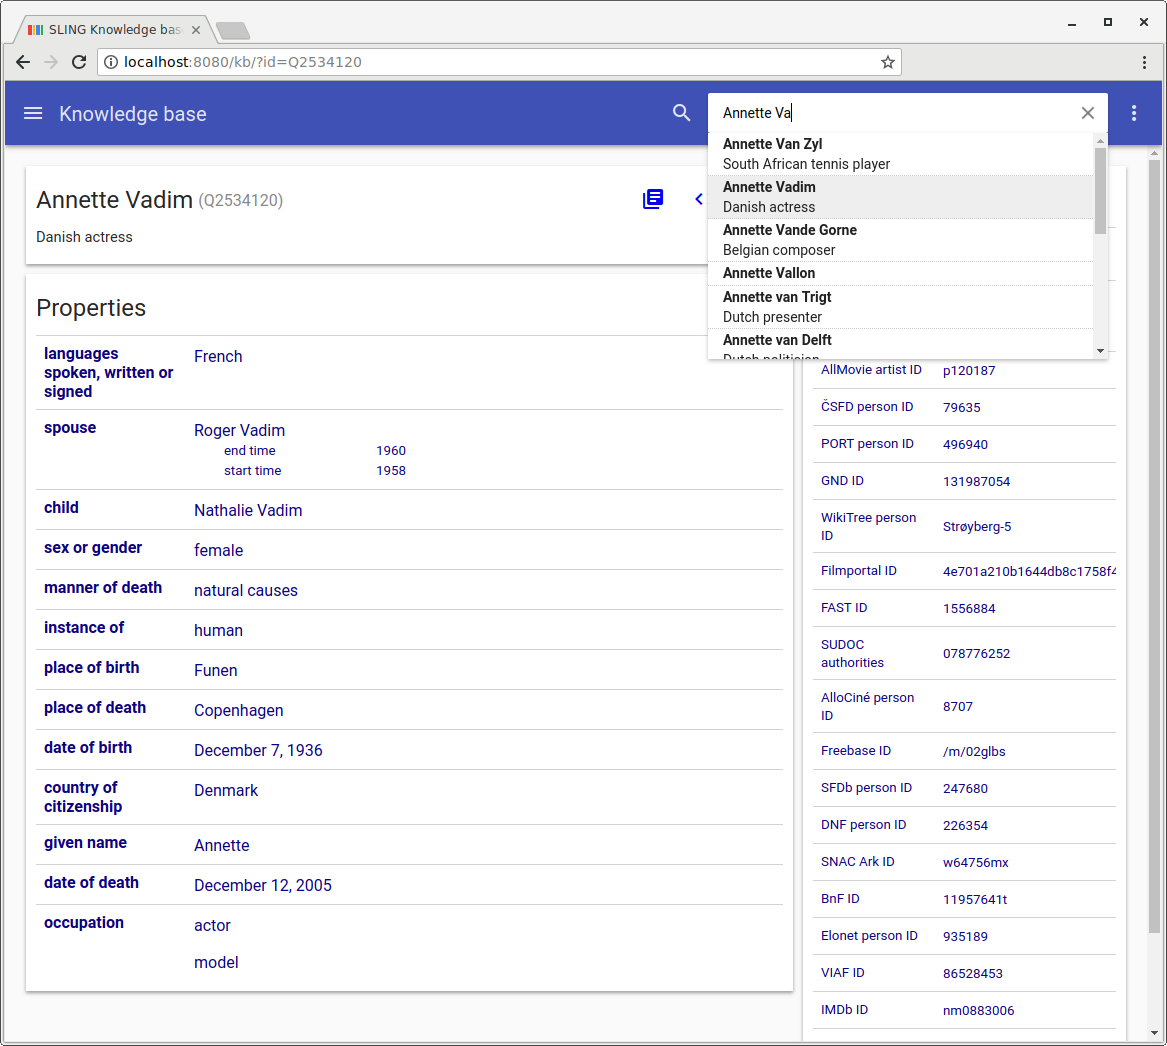 SLING Knowledge bas
localhost:8080/kb/?id=Q2534120
Knowledge base
Annette Va
Annette Van Zyl
South African tennis player
Annette Vadim
Danish actress
Annette Vande Gorne
Belgian composer
Annette Vallon
Annette van Trigt
Dutch presenter
Annette van Delft
Dutch politician
Annette Vadim (Q2534120)
Danish actress
Properties
languages spoken, written or signed
French
spouse
Roger Vadim
end time 1960
start time 1958
child
Nathalie Vadim
sex or gender
female
manner of death
natural causes
instance of
human
place of birth
Funen
place of death
Copenhagen
date of birth
December 7, 1936
country of citizenship
Denmark
given name
Annette
date of death
December 12, 2005
occupation
actor
model
AllMovie artist ID p120187
ČSFD person ID 79635
PORT person ID 496940
GND ID 131987054
WikiTree person ID Strøyberg-5
Filmportal ID 4e701a210b1644db8c1758f4
FAST ID 1556884
SUDOC authorities 078776252
AlloCiné person ID 8707
Freebase ID /m/02glbs
SFDb person ID 247680
DNF person ID 226354
SNAC Ark ID w64756mx
BnF ID 11957641t
Elonet person ID 935189
VIAF ID 86528453
IMDb ID nm0883006